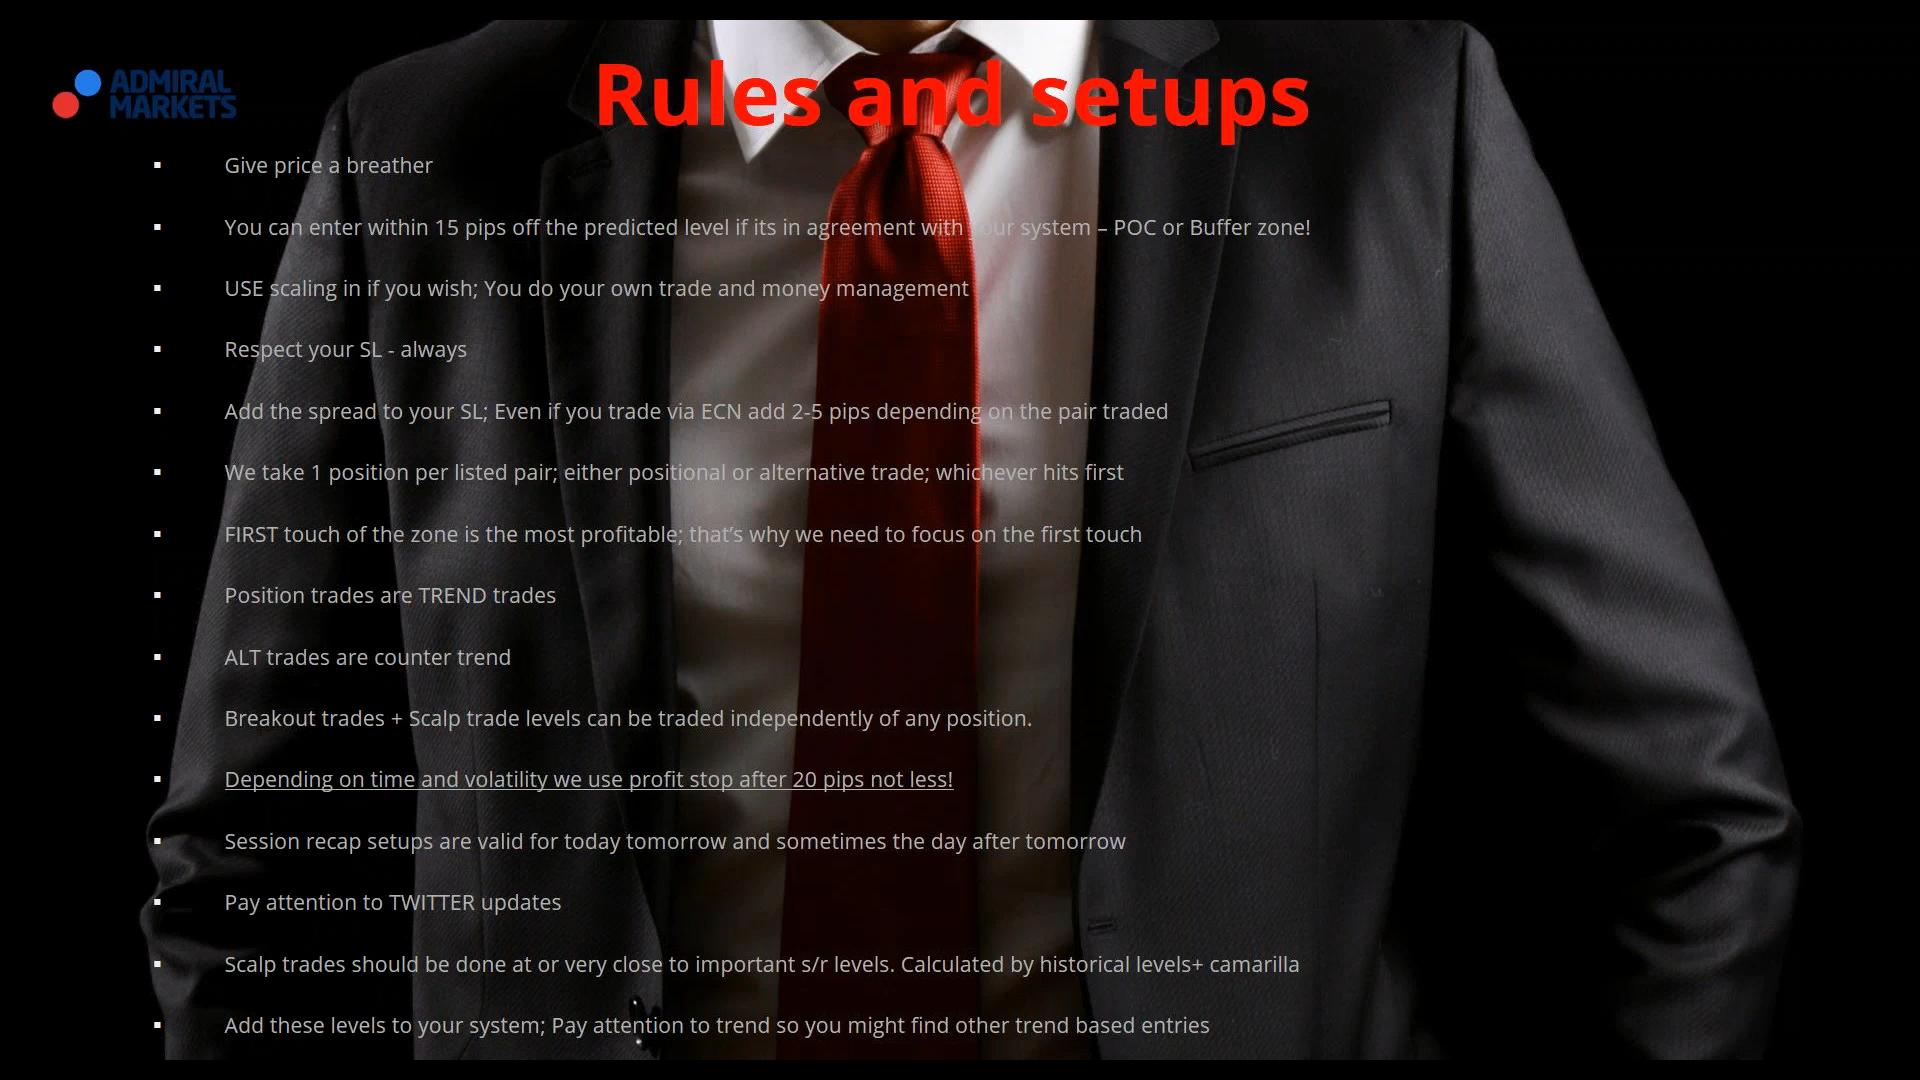 ADMIRAL
MARKETS
Rules and setups
▪ Give price a breather
▪ You can enter within 15 pips off the predicted level if its in agreement with your system – POC or Buffer zone!
▪ USE scaling in if you wish; You do your own trade and money management
▪ Respect your SL - always
▪ Add the spread to your SL; Even if you trade via ECN add 2-5 pips depending on the pair traded
▪ We take 1 position per listed pair; either positional or alternative trade; whichever hits first
▪ FIRST touch of the zone is the most profitable; that’s why we need to focus on the first touch
▪ Position trades are TREND trades
▪ ALT trades are counter trend
▪ Breakout trades + Scalp trade levels can be traded independently of any position.
▪ Depending on time and volatility we use profit stop after 20 pips not less!
▪ Session recap setups are valid for today tomorrow and sometimes the day after tomorrow
▪ Pay attention to TWITTER updates
▪ Scalp trades should be done at or very close to important s/r levels. Calculated by historical levels+ camarilla
▪ Add these levels to your system; Pay attention to trend so you might find other trend based entries